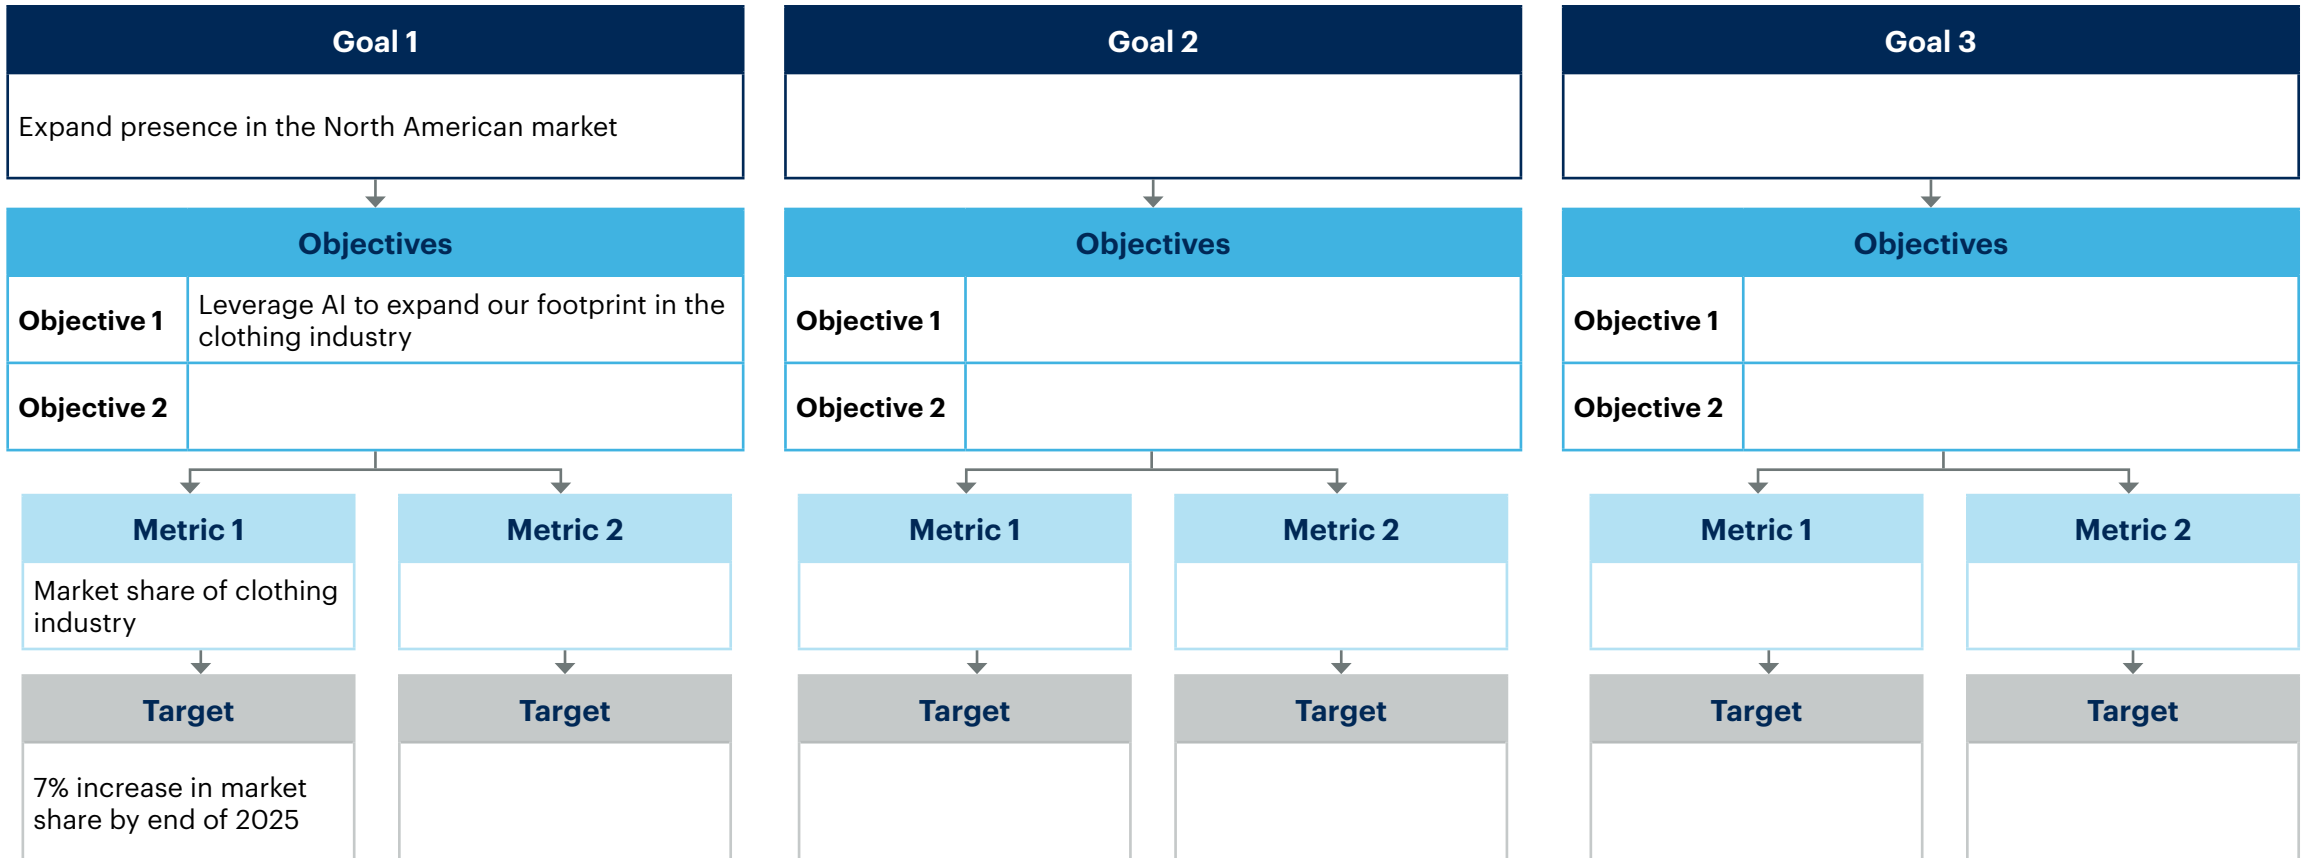 Goal 1
Goal 2
Goal 3
Expand presence in the North American market
Objectives
Objectives
Objectives
Objective 1
Leverage AI to expand our footprint in the
clothing industry
Objective 1
Objective 1
Objective 2
Objective 2
Objective 2
Metric 1
Metric 2
Metric 1
Metric 2
Metric 1
Metric 2
Market share of clothing
industry
Target
Target
Target
Target
Target
Target
7% increase in market
share by end of 2025